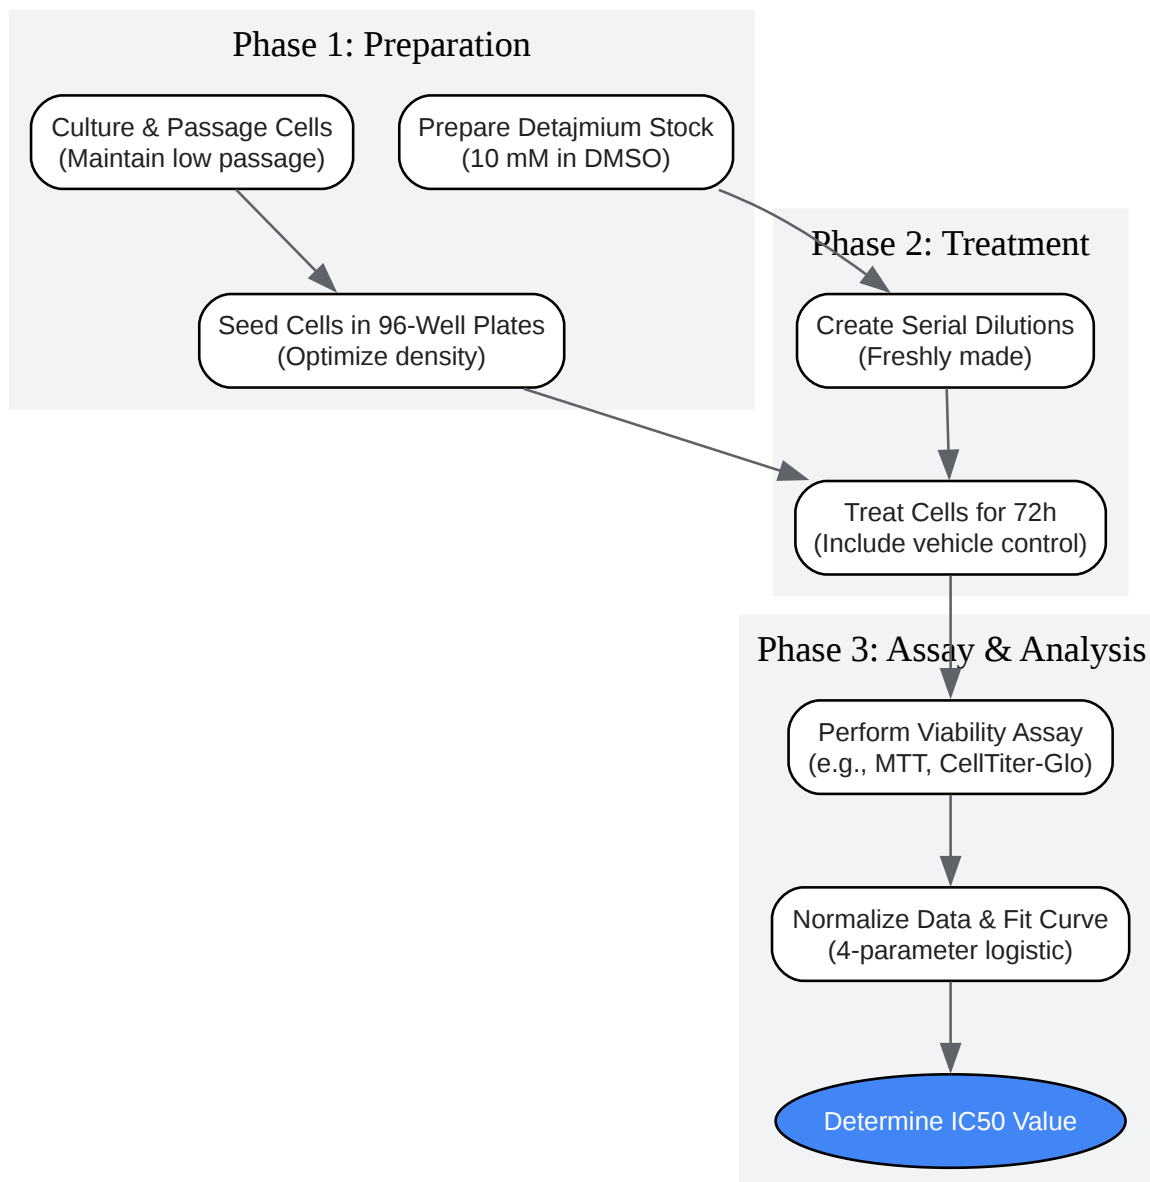 Phase 1: Preparation
Culture & Passage Cells
(Maintain low passage)
Prepare Detajmium Stock
(10 mM in DMSO)
Seed Cells in 96-Well Plates
(Optimize density)
Phase 2: Treatment
Create Serial Dilutions
(Freshly made)
Treat Cells for 72h
(Include vehicle control)
Phase 3: Assay & Analysis
Perform Viability Assay
(e.g., MTT, CellTiter-Glo)
Normalize Data & Fit Curve
(4-parameter logistic)
Determine IC50 Value